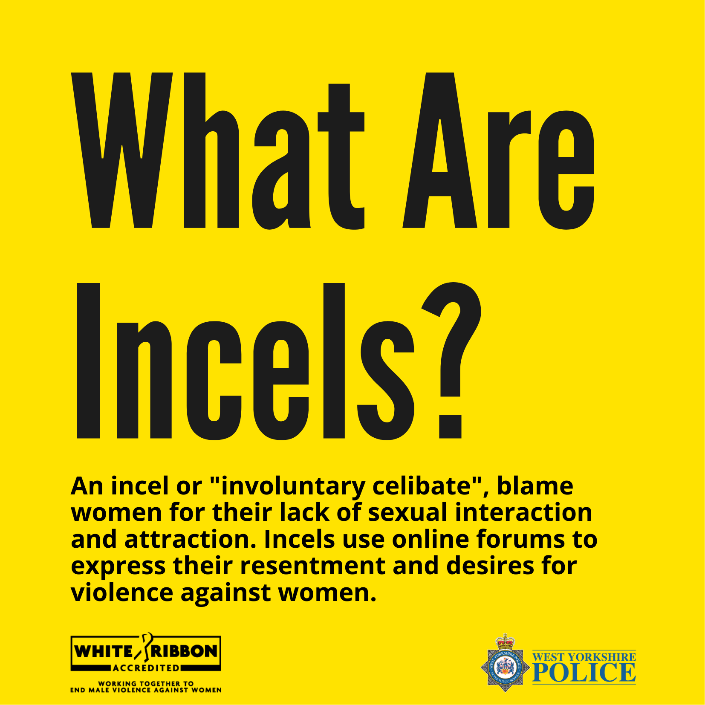 What Are
Incels?
An incel or "involuntary celibate", blame
women for their lack of sexual interaction
and attraction. Incels use online forums to
express their resentment and desires for
violence against women.
WHITE RIBBON
ACCREDITED
WORKING TOGETHER TO
END MALE VIOLENCE AGAINST WOMEN
WEST YORKSHIRE
POLICE